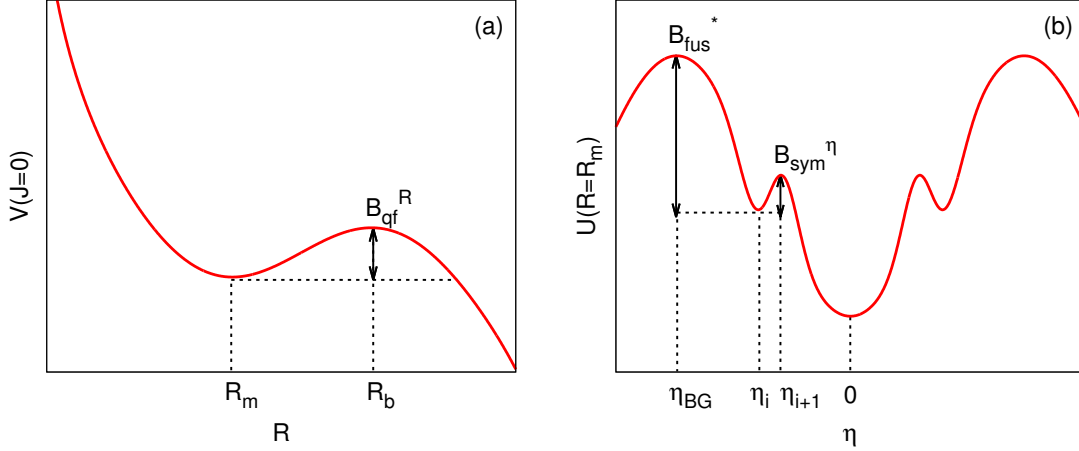 (a)
V(J=0)
B_qf^R
R_m
R_b
R
(b)
U(R=R_m)
B_fus^*
B_sym^η
η_BG
η_i
η_i+1
0
η